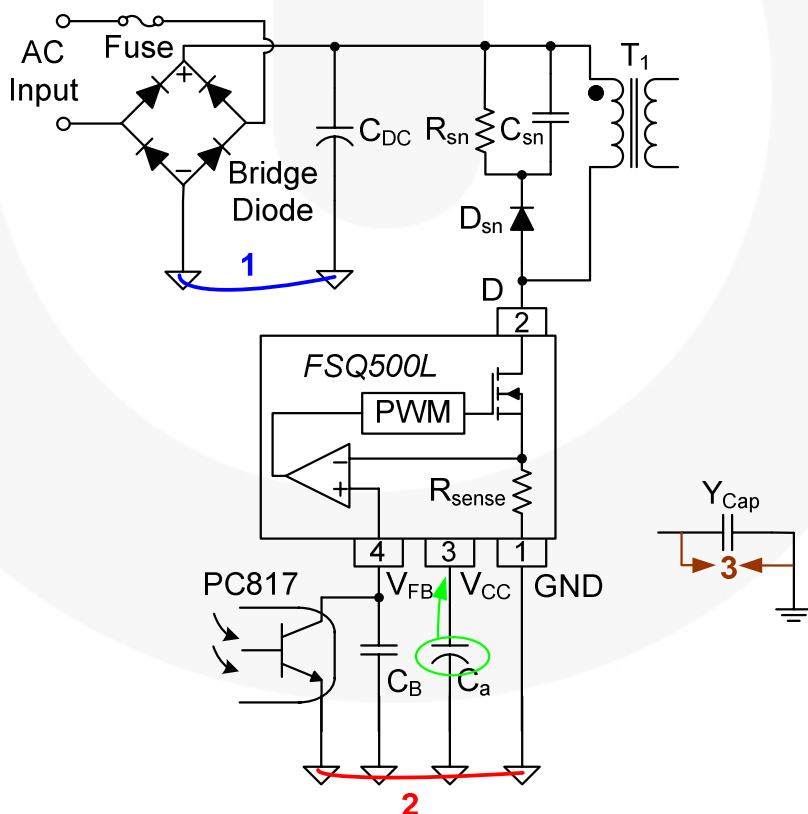 AC
Input
Fuse
+
−
Bridge
Diode
C_DC
R_sn
C_sn
T_1
D_sn
1
D
2
FSQ500L
PWM
−
+
R_sense
4
3
1
PC817
V_FB
V_CC
GND
C_B
C_a
2
Y_Cap
3